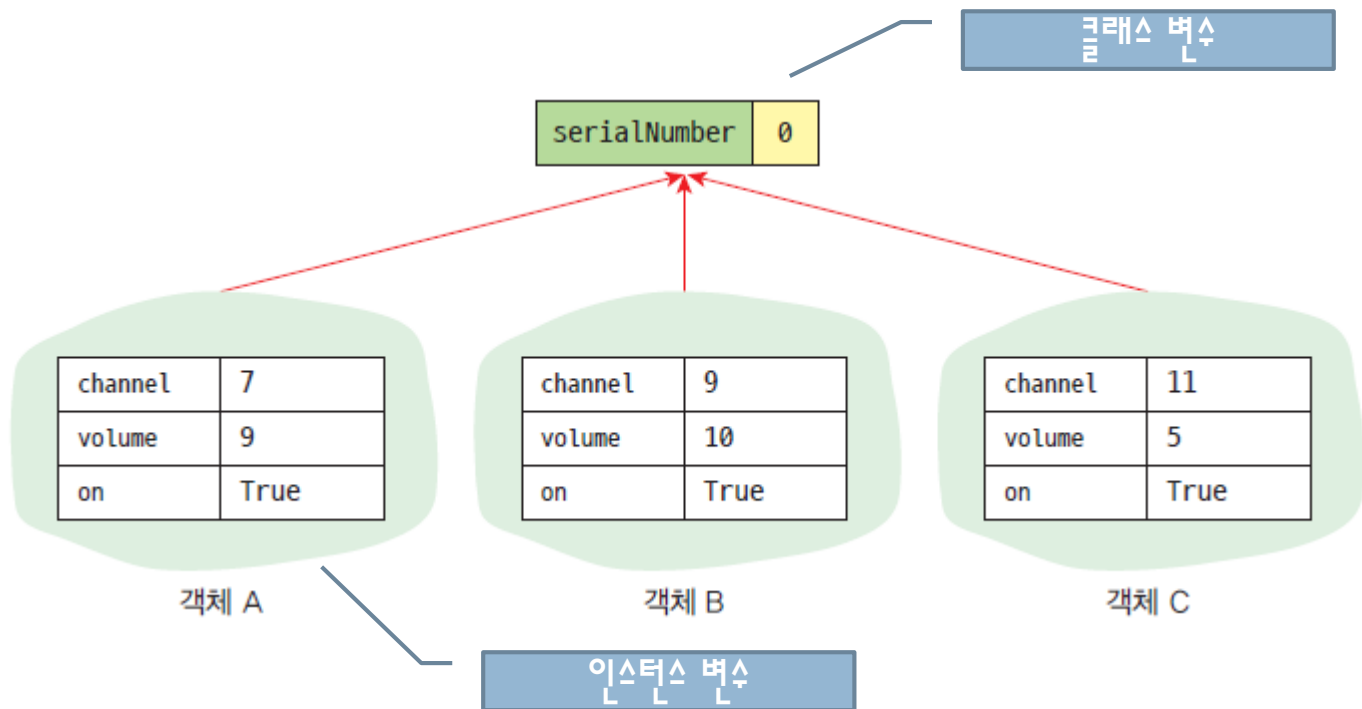 클래스 변수
serialNumber 0
channel 7
volume 9
on True
객체 A
channel 9
volume 10
on True
객체 B
channel 11
volume 5
on True
객체 C
인스턴스 변수